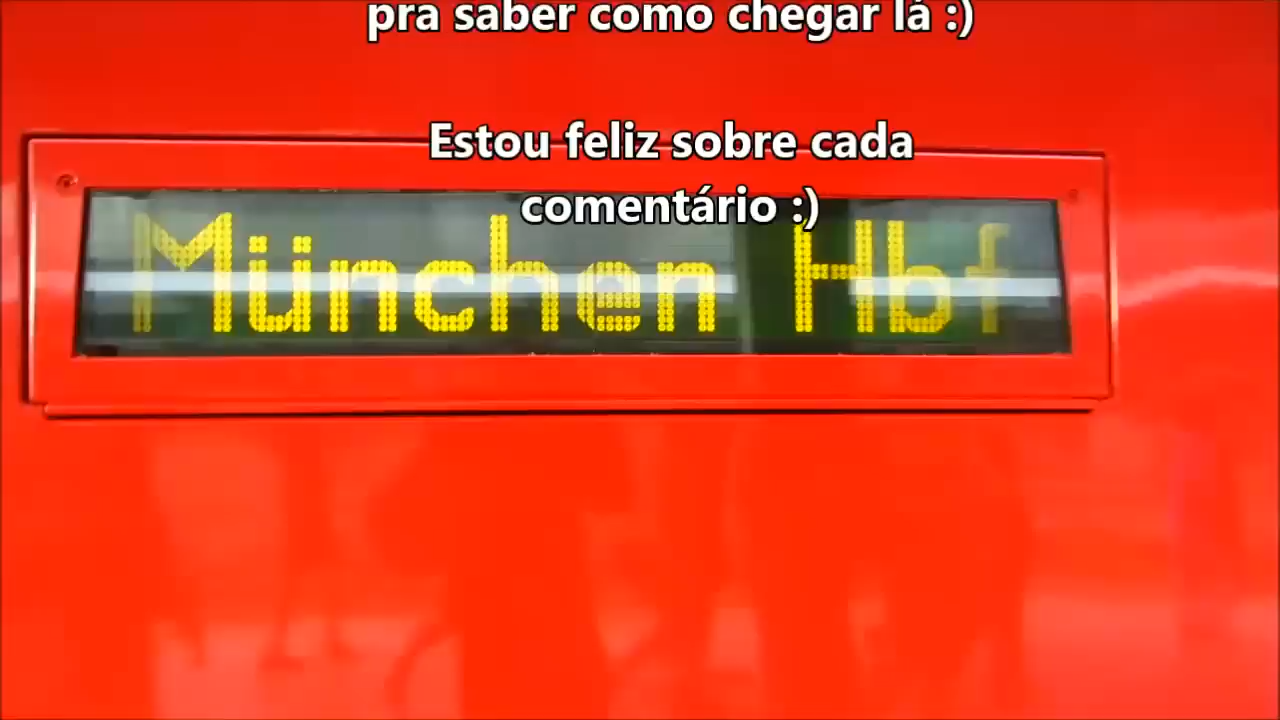 pra saber como chegar lá :)
Estou feliz sobre cada
comentário :)
München Hbf